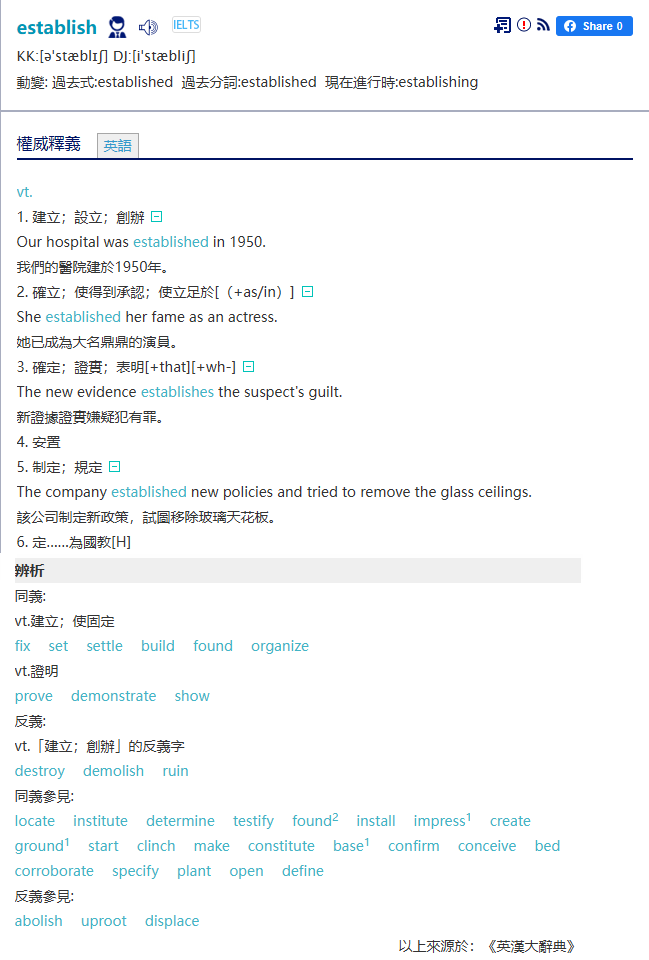 establish IELTS Share 0
KK:[əˋstæblɪʃ] DJ:[iˋstæbliʃ]
動變: 過去式:established 過去分詞:established 現在進行時:establishing
權威釋義 英語
vt.
1. 建立；設立；創辦
Our hospital was established in 1950.
我們的醫院建於1950年。
2. 確立；使得到承認；使立足於[（+as/in）]
She established her fame as an actress.
她已成為大名鼎鼎的演員。
3. 確定；證實；表明[+that][+wh-]
The new evidence establishes the suspect's guilt.
新證據證實嫌疑犯有罪。
4. 安置
5. 制定；規定
The company established new policies and tried to remove the glass ceilings.
該公司制定新政策，試圖移除玻璃天花板。
6. 定……為國教[H]
辨析
同義:
vt.建立；使固定
fix set settle build found organize
vt.證明
prove demonstrate show
反義:
vt.「建立；創辦」的反義字
destroy demolish ruin
同義參見:
locate institute determine testify found² install impress¹ create
ground¹ start clinch make constitute base¹ confirm conceive bed
corroborate specify plant open define
反義參見:
abolish uproot displace
以上來源於：《英漢大辭典》